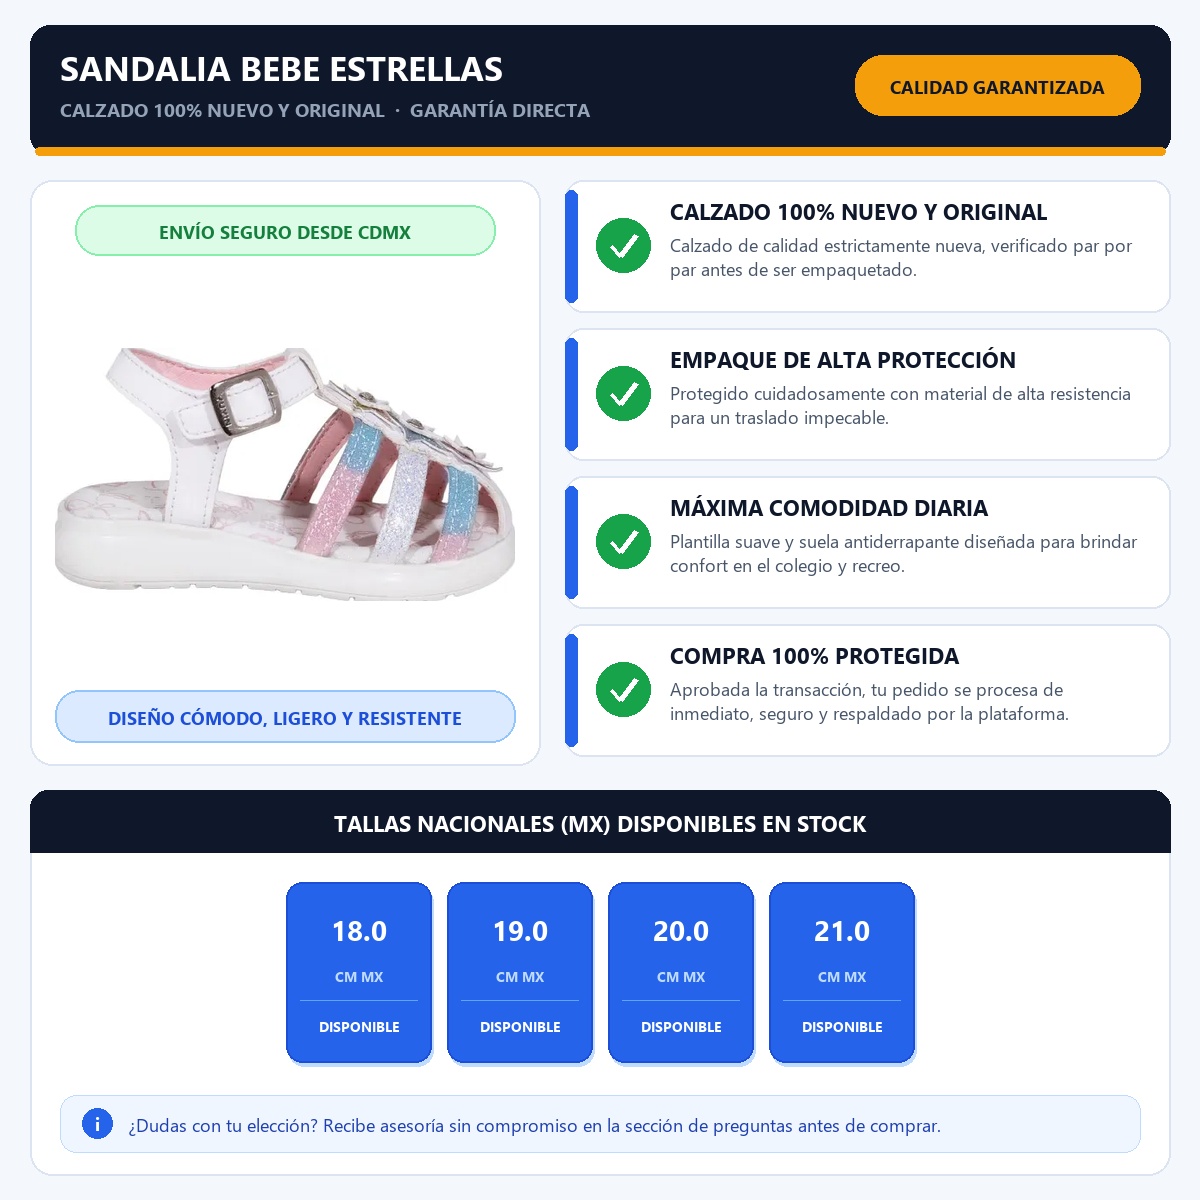 SANDALIA BEBE ESTRELLAS
CALZADO 100% NUEVO Y ORIGINAL · GARANTÍA DIRECTA
CALIDAD GARANTIZADA
ENVÍO SEGURO DESDE CDMX
DISEÑO CÓMODO, LIGERO Y RESISTENTE
CALZADO 100% NUEVO Y ORIGINAL
Calzado de calidad estrictamente nueva, verificado par por
par antes de ser empaquetado.
EMPAQUE DE ALTA PROTECCIÓN
Protegido cuidadosamente con material de alta resistencia
para un traslado impecable.
MÁXIMA COMODIDAD DIARIA
Plantilla suave y suela antiderrapante diseñada para brindar
confort en el colegio y recreo.
COMPRA 100% PROTEGIDA
Aprobada la transacción, tu pedido se procesa de
inmediato, seguro y respaldado por la plataforma.
TALLAS NACIONALES (MX) DISPONIBLES EN STOCK
18.0
CM MX
DISPONIBLE
19.0
CM MX
DISPONIBLE
20.0
CM MX
DISPONIBLE
21.0
CM MX
DISPONIBLE
¿Dudas con tu elección? Recibe asesoría sin compromiso en la sección de preguntas antes de comprar.